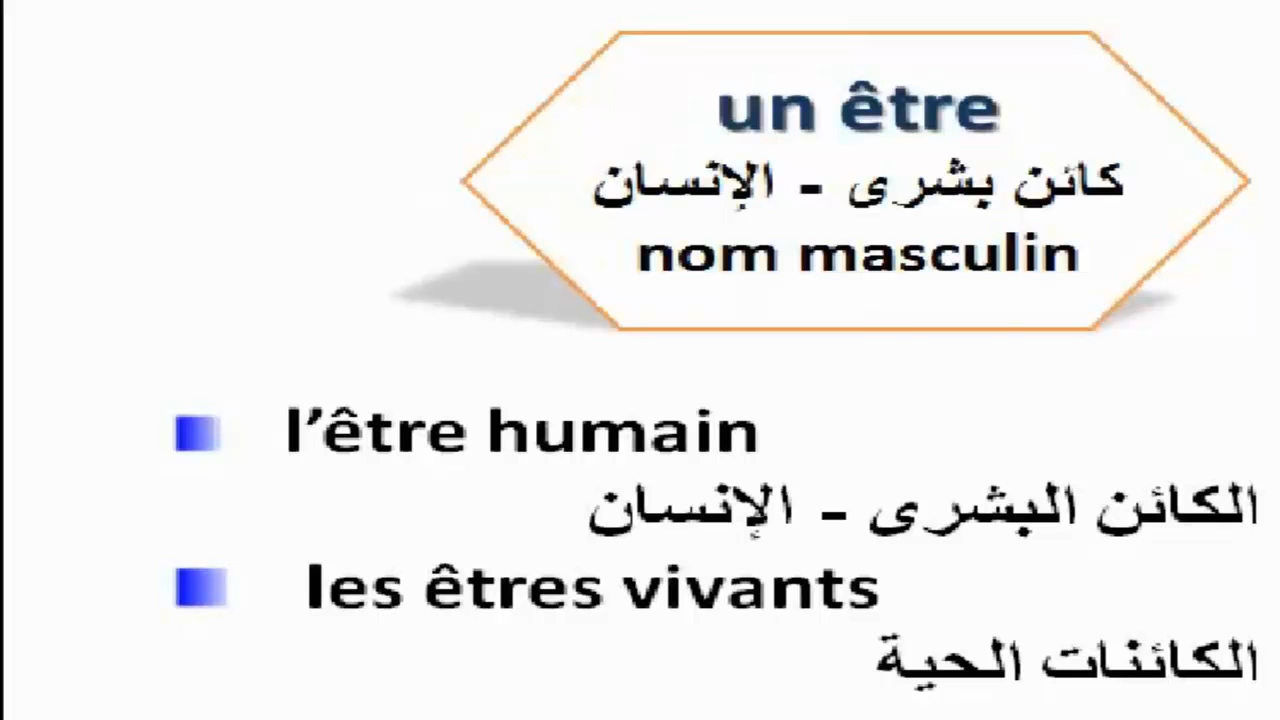 un être
كائن بشرى - الإنسان
nom masculin
l’être humain
الكائن البشرى - الإنسان
les êtres vivants
الكائنات الحية